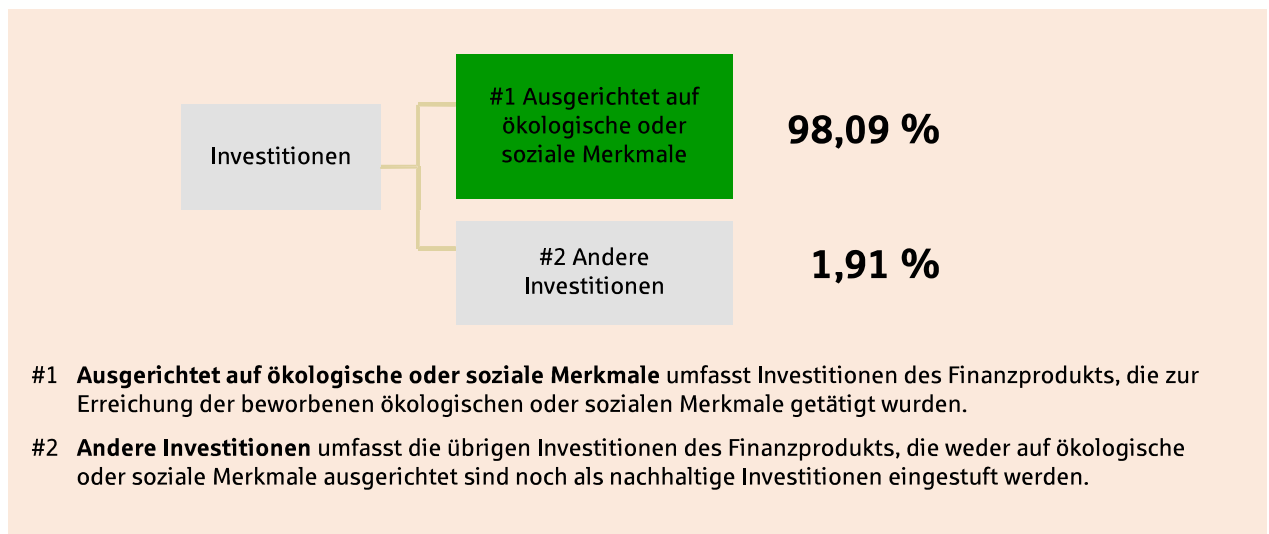 #1 Ausgerichtet auf
ökologische oder
soziale Merkmale
98,09 %
Investitionen
#2 Andere
Investitionen
1,91 %
#1 Ausgerichtet auf ökologische oder soziale Merkmale umfasst Investitionen des Finanzprodukts, die zur
Erreichung der beworbenen ökologischen oder sozialen Merkmale getätigt wurden.
#2 Andere Investitionen umfasst die übrigen Investitionen des Finanzprodukts, die weder auf ökologische
oder soziale Merkmale ausgerichtet sind noch als nachhaltige Investitionen eingestuft werden.